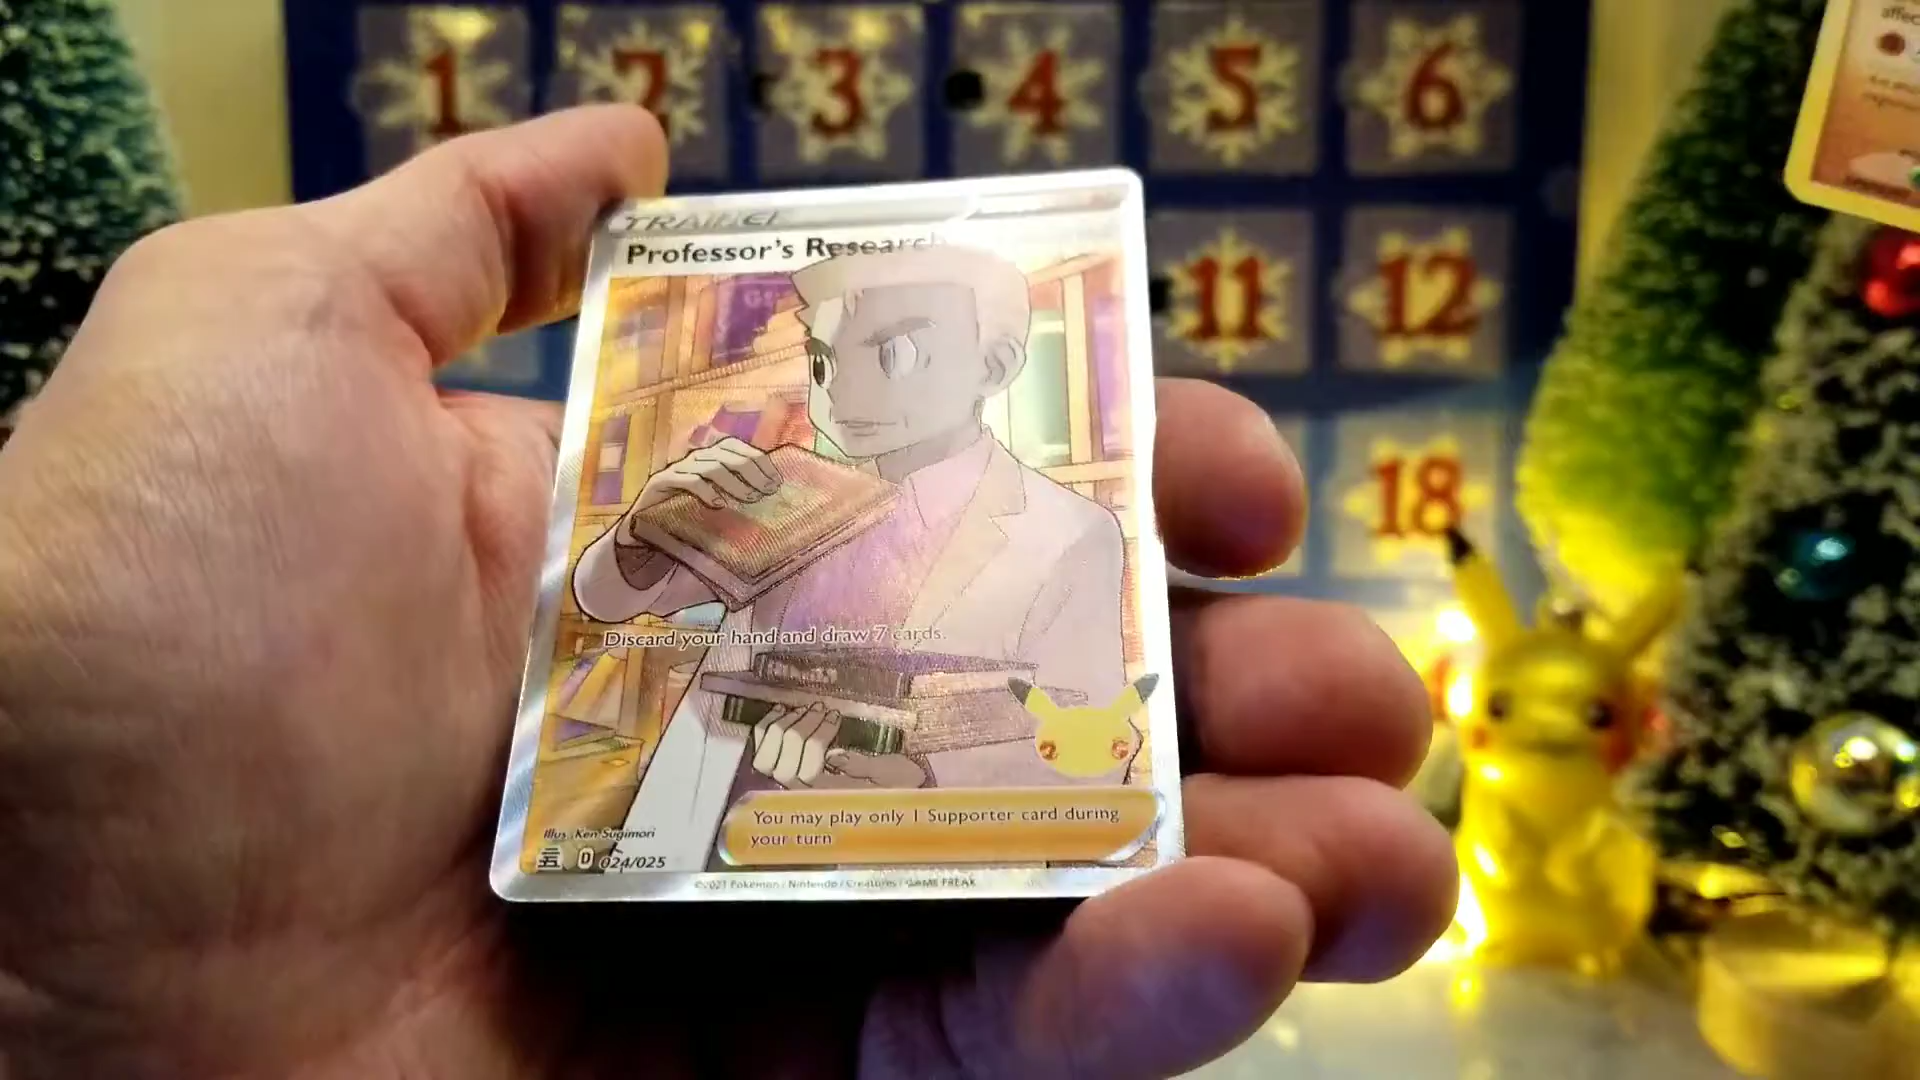 1 2 3 4 5 6
TRAINER
Professor's Research
11 12
18
Discard your hand and draw 7 cards.
You may play only 1 Supporter card during
your turn
Illus. Ken Sugimori
D 024/025
©2021 Pokémon / Nintendo / Creatures / GAME FREAK
affec